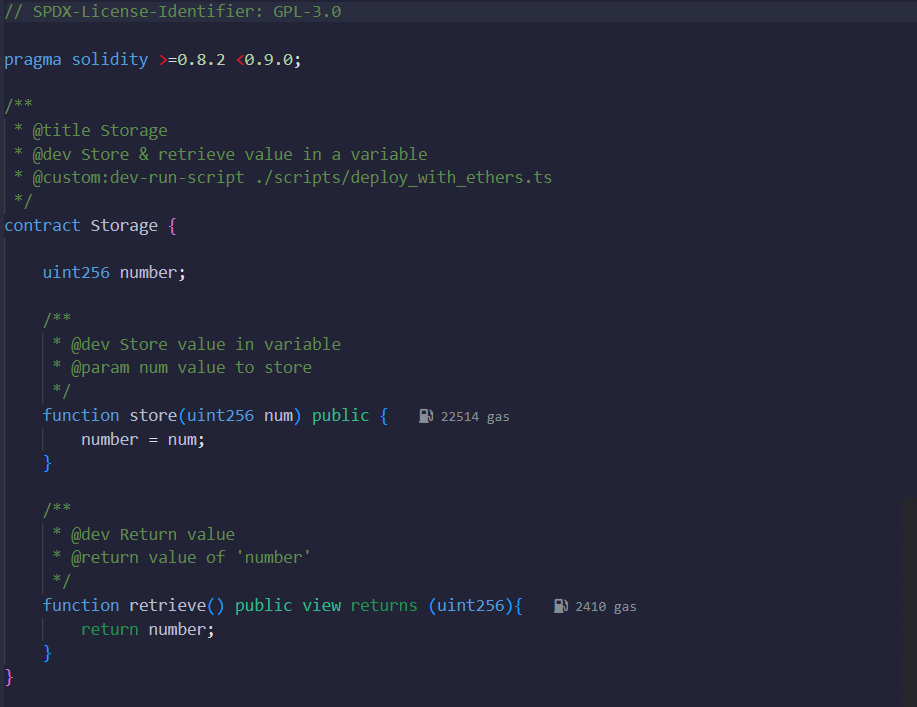 // SPDX-License-Identifier: GPL-3.0
pragma solidity >=0.8.2 <0.9.0;
/**
 * @title Storage
 * @dev Store & retrieve value in a variable
 * @custom:dev-run-script ./scripts/deploy_with_ethers.ts
 */
contract Storage {
    uint256 number;
    /**
     * @dev Store value in variable
     * @param num value to store
     */
    function store(uint256 num) public {   22514 gas
        number = num;
    }
    /**
     * @dev Return value
     * @return value of 'number'
     */
    function retrieve() public view returns (uint256){   2410 gas
        return number;
    }
}